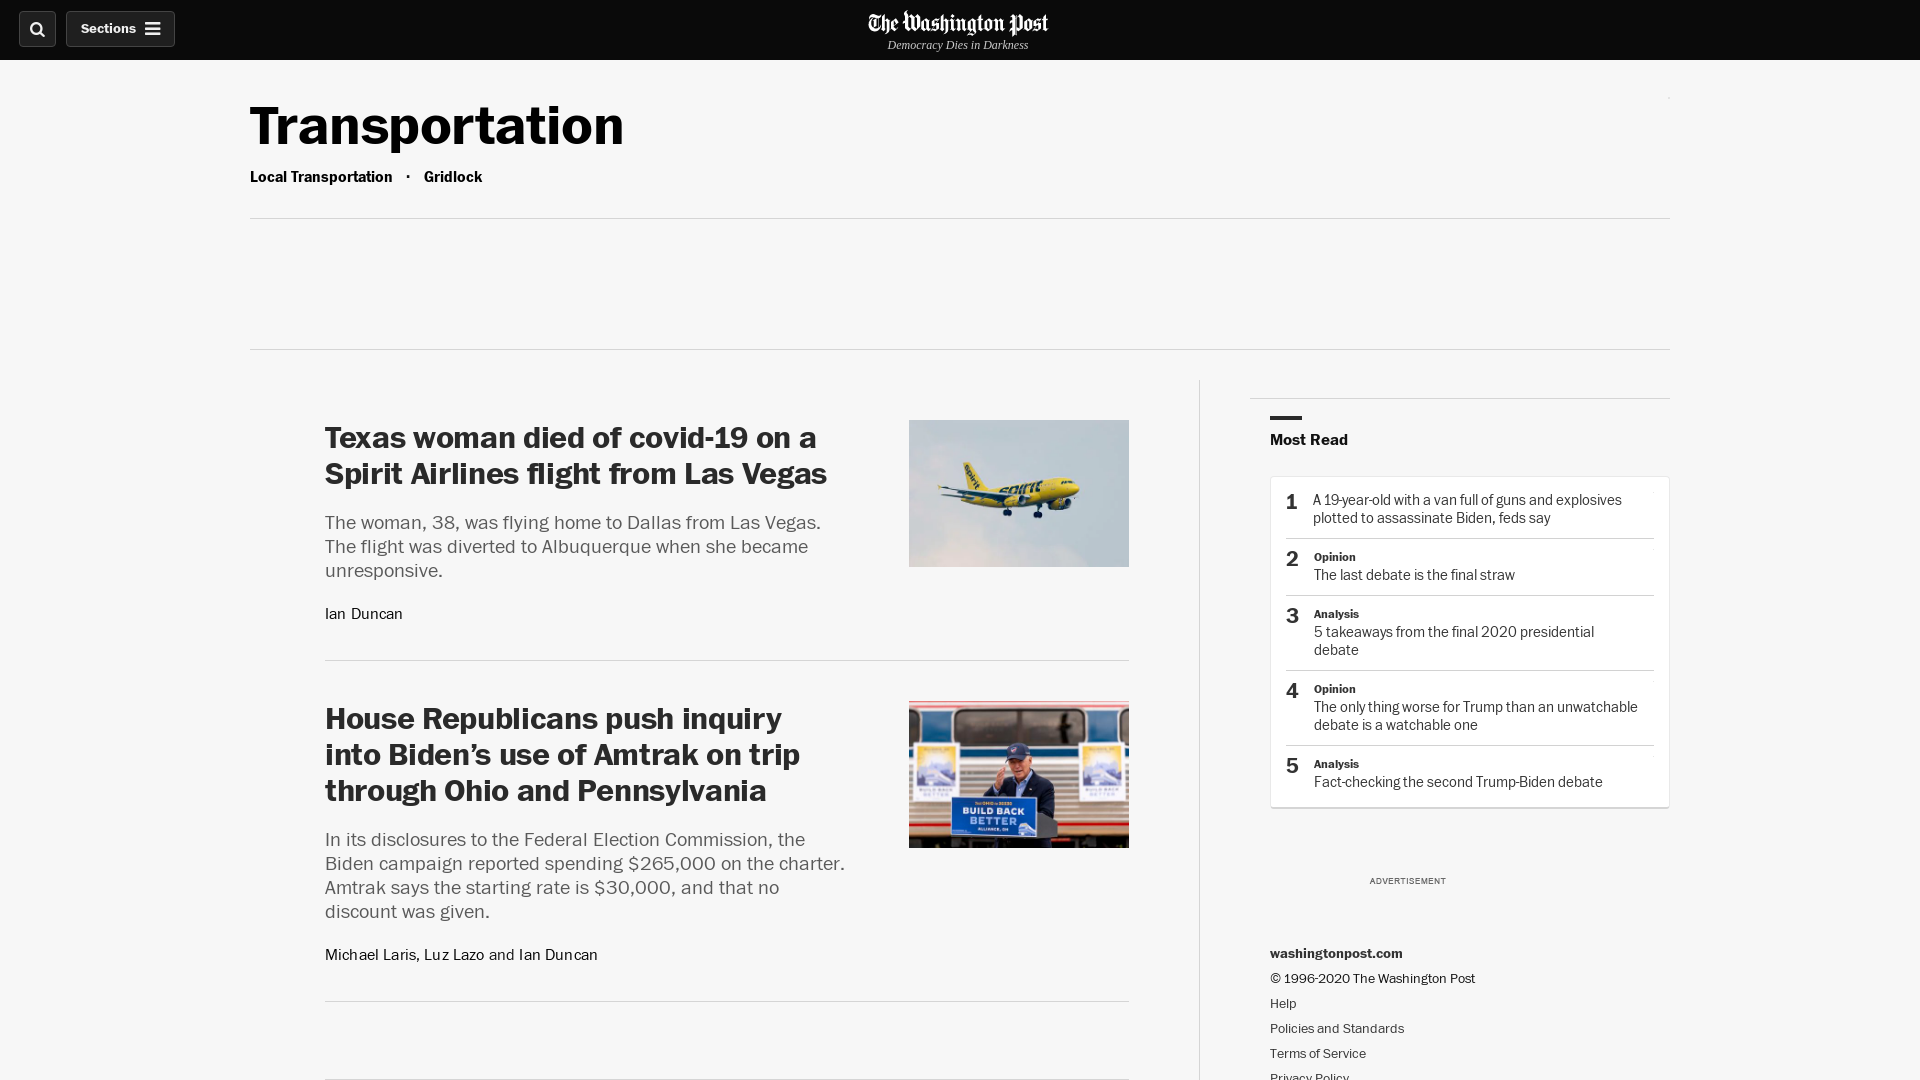 Sections
The Washington Post
Democracy Dies in Darkness
Transportation
Local Transportation · Gridlock
Texas woman died of covid-19 on a
Spirit Airlines flight from Las Vegas
The woman, 38, was flying home to Dallas from Las Vegas.
The flight was diverted to Albuquerque when she became
unresponsive.
Ian Duncan
spirit
spirit
House Republicans push inquiry
into Biden’s use of Amtrak on trip
through Ohio and Pennsylvania
In its disclosures to the Federal Election Commission, the
Biden campaign reported spending $265,000 on the charter.
Amtrak says the starting rate is $30,000, and that no
discount was given.
Michael Laris, Luz Lazo and Ian Duncan
BUILD BACK
BETTER
ALLIANCE, OH
Most Read
1 A 19-year-old with a van full of guns and explosives
plotted to assassinate Biden, feds say
2 Opinion
The last debate is the final straw
3 Analysis
5 takeaways from the final 2020 presidential
debate
4 Opinion
The only thing worse for Trump than an unwatchable
debate is a watchable one
5 Analysis
Fact-checking the second Trump-Biden debate
ADVERTISEMENT
washingtonpost.com
© 1996-2020 The Washington Post
Help
Policies and Standards
Terms of Service
Privacy Policy